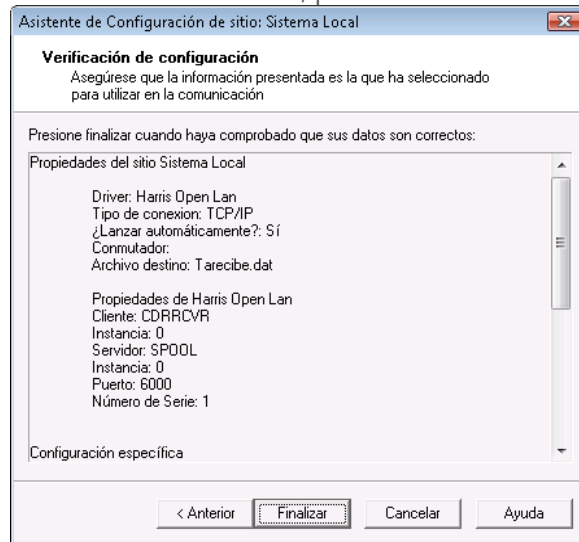 Asistente de Configuración de sitio: Sistema Local
Verificación de configuración
Asegúrese que la información presentada es la que ha seleccionado
para utilizar en la comunicación
Presione finalizar cuando haya comprobado que sus datos son correctos:
Propiedades del sitio Sistema Local
Driver: Harris Open Lan
Tipo de conexion: TCP/IP
¿Lanzar automáticamente?: Sí
Conmutador:
Archivo destino: Tarecibe.dat
Propiedades de Harris Open Lan
Cliente: CDRRCVR
Instancia: 0
Servidor: SPOOL
Instancia: 0
Puerto: 6000
Número de Serie: 1
Configuración específica
< Anterior Finalizar Cancelar Ayuda